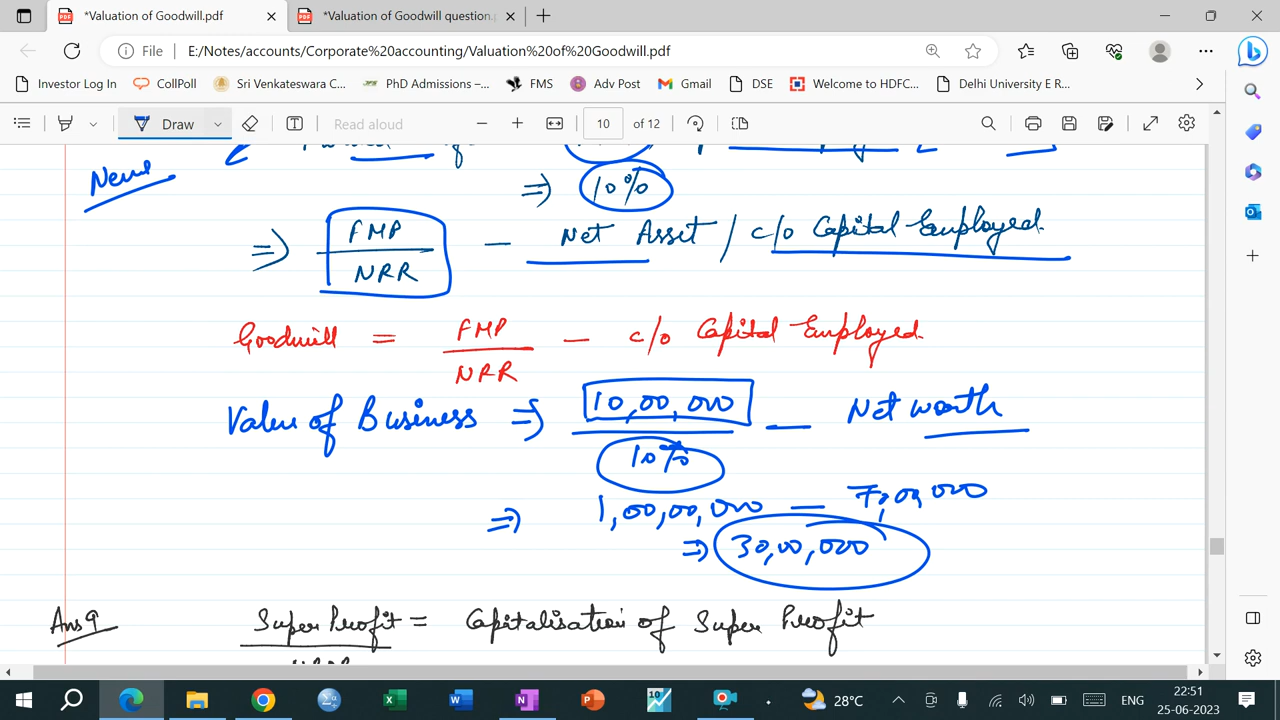 *Valuation of Goodwill.pdf
*Valuation of Goodwill question.
File E:/Notes/accounts/Corporate%20accounting/Valuation%20of%20Goodwill.pdf
Investor Log In CollPoll Sri Venkateswara C... PhD Admissions –... FMS Adv Post Gmail DSE Welcome to HDFC... Delhi University E R...
Draw Read aloud 10 of 12
⇒ 10%
⇒ FMP / NRR − Net Asset / c/o Capital Employed.
Goodwill = FMP / NRR − c/o Capital Employed.
Value of Business ⇒ 10,00,000 / 10% − Net worth
⇒ 1,00,00,000 −
⇒ 30,00,000
Ans 9 Super Profit = Capitalisation of Super Profit
NRR
28°C ENG 22:51
25-06-2023